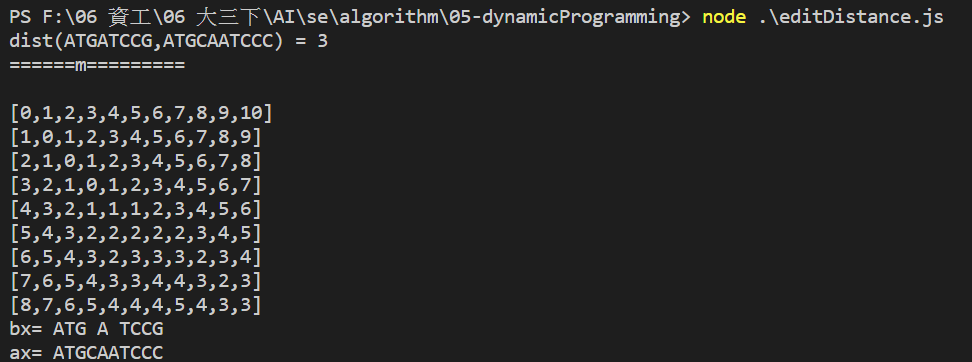 PS F:\06 資工\06 大三下\AI\se\algorithm\05-dynamicProgramming> node .\editDistance.js
dist(ATGATCCG,ATGCAATCCC) = 3
======m=========
[0,1,2,3,4,5,6,7,8,9,10]
[1,0,1,2,3,4,5,6,7,8,9]
[2,1,0,1,2,3,4,5,6,7,8]
[3,2,1,0,1,2,3,4,5,6,7]
[4,3,2,1,1,1,2,3,4,5,6]
[5,4,3,2,2,2,2,2,3,4,5]
[6,5,4,3,2,3,3,3,2,3,4]
[7,6,5,4,3,3,4,4,3,2,3]
[8,7,6,5,4,4,4,5,4,3,3]
bx= ATG A TCCG
ax= ATGCAATCCC